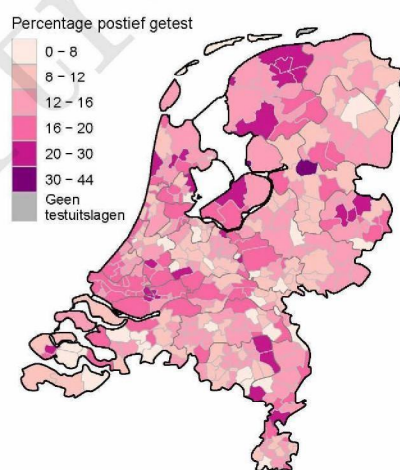 Percentage postief getest
0 – 8
8 – 12
12 – 16
16 – 20
20 – 30
30 – 44
Geen
testuitslagen